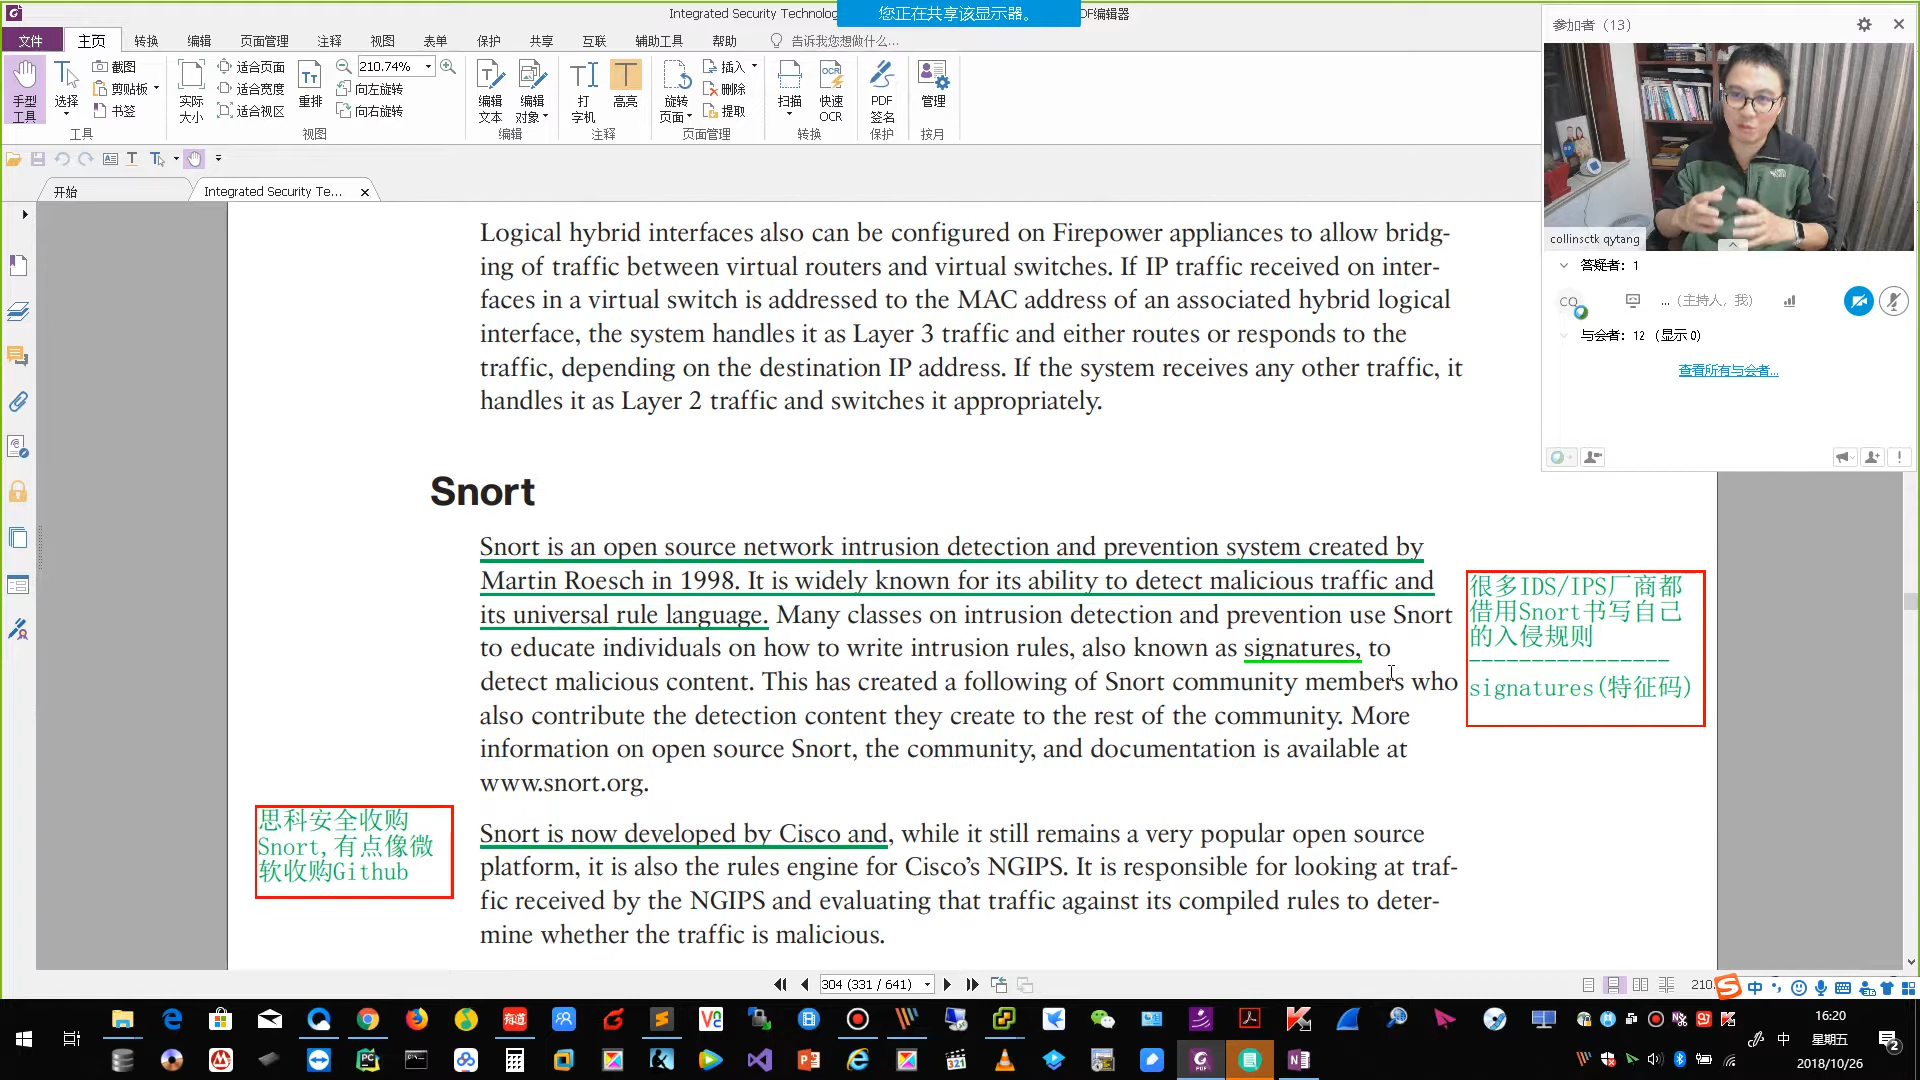 Integrated Security Technolog
您正在共享该显示器。
DF编辑器
文件
主页
转换
编辑
页面管理
注释
视图
表单
保护
共享
互联
辅助工具
帮助
告诉我您想做什么...
手型
工具
选择
截图
剪贴板
书签
工具
实际
大小
适合页面
适合宽度
适合视区
重排
210.74%
向左旋转
向右旋转
视图
编辑
文本
编辑
对象
编辑
打
字机
高亮
注释
旋转
页面
插入
删除
提取
页面管理
扫描
快速
OCR
转换
PDF
签名
保护
管理
按月
开始
Integrated Security Te...
参加者 (13)
collinsctk qytang
答疑者: 1
CQ
... (主持人, 我)
与会者: 12 (显示 0)
查看所有与会者...
Logical hybrid interfaces also can be configured on Firepower appliances to allow bridg-
ing of traffic between virtual routers and virtual switches. If IP traffic received on inter-
faces in a virtual switch is addressed to the MAC address of an associated hybrid logical
interface, the system handles it as Layer 3 traffic and either routes or responds to the
traffic, depending on the destination IP address. If the system receives any other traffic, it
handles it as Layer 2 traffic and switches it appropriately.
Snort
Snort is an open source network intrusion detection and prevention system created by
Martin Roesch in 1998. It is widely known for its ability to detect malicious traffic and
its universal rule language. Many classes on intrusion detection and prevention use Snort
to educate individuals on how to write intrusion rules, also known as signatures, to
detect malicious content. This has created a following of Snort community members who
also contribute the detection content they create to the rest of the community. More
information on open source Snort, the community, and documentation is available at
www.snort.org.
很多IDS/IPS厂商都
借用Snort书写自己
的入侵规则
----------------
signatures(特征码)
思科安全收购
Snort,有点像微
软收购Github
Snort is now developed by Cisco and, while it still remains a very popular open source
platform, it is also the rules engine for Cisco's NGIPS. It is responsible for looking at traf-
fic received by the NGIPS and evaluating that traffic against its compiled rules to deter-
mine whether the traffic is malicious.
304 (331 / 641)
210.
中
16:20
中
星期五
2018/10/26
2